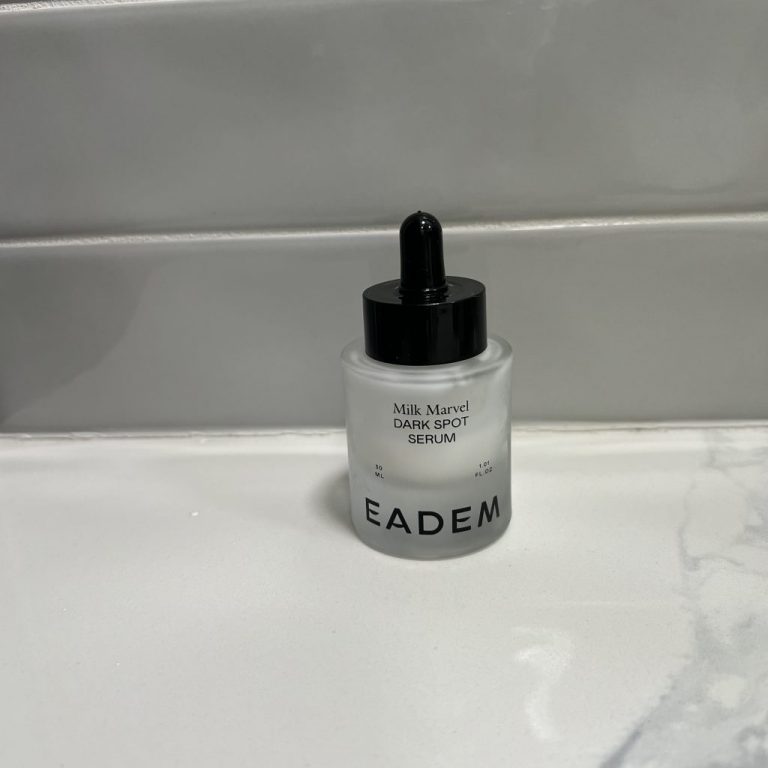 Milk Marvel
DARK SPOT
SERUM
30
ML
1.01
FL.OZ
EADEM